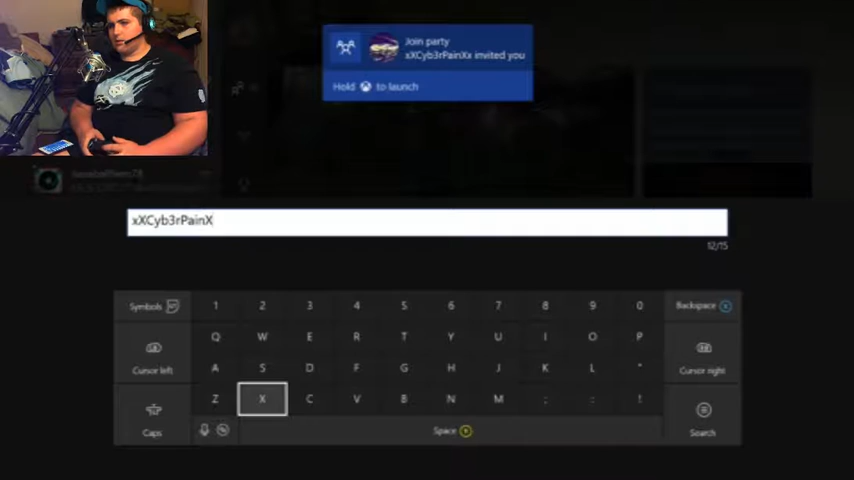 Join party
xXCyb3rPainXx invited you
Hold to launch
xXCyb3rPainX
12/15
Symbols 1 2 3 4 5 6 7 8 9 0 Backspace
Q W E R T Y U I O P
Cursor left A S D F G H J K L " Cursor right
Z X C V B N M ; : !
Caps Space Search